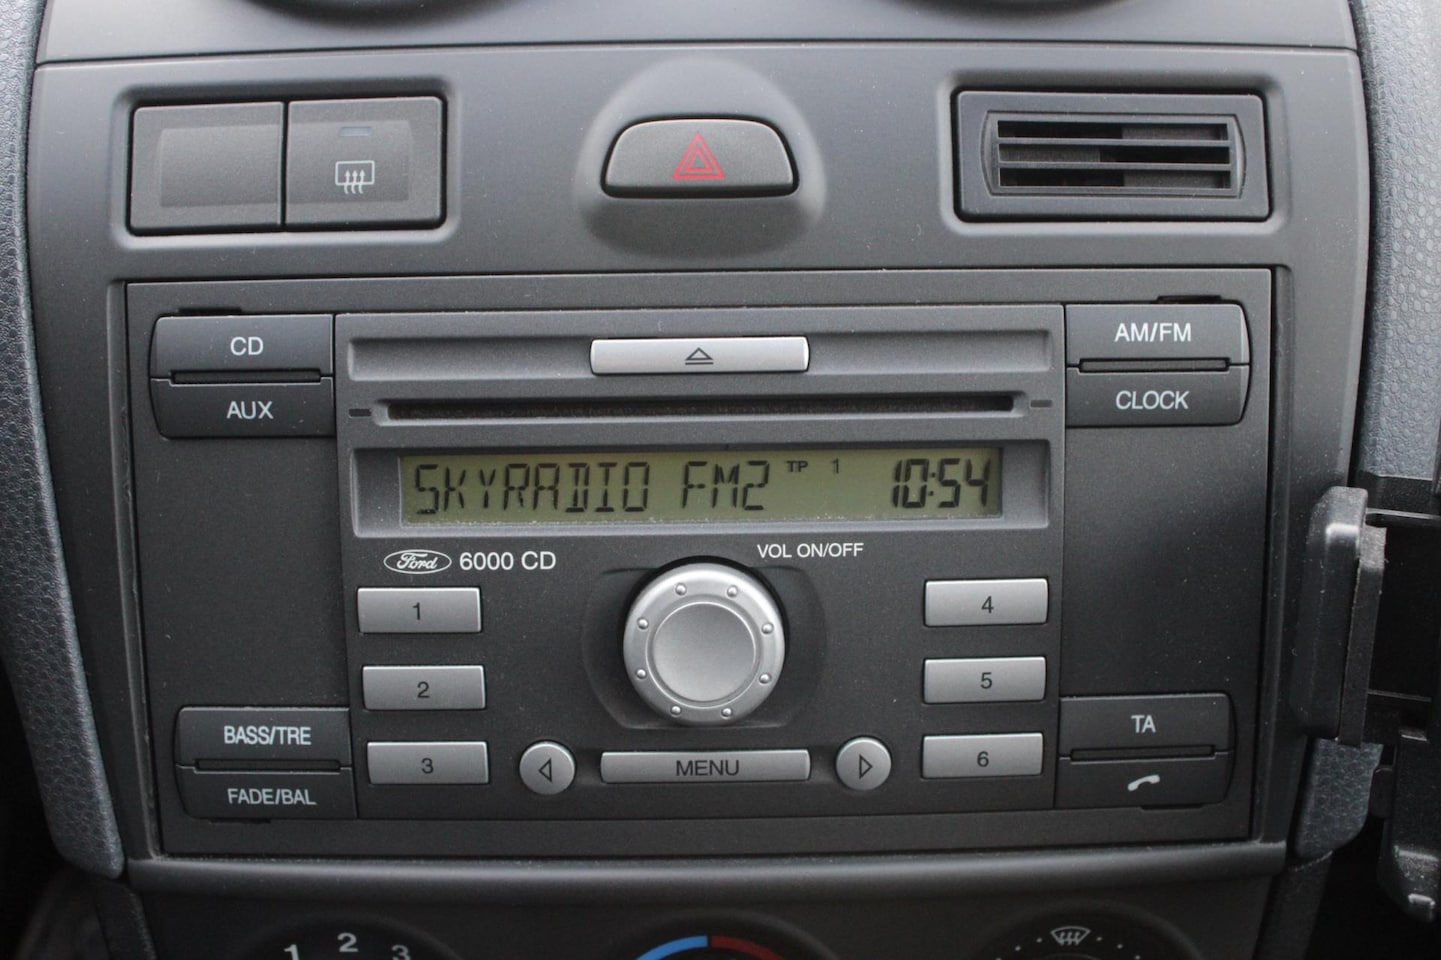 CD
AUX
AM/FM
CLOCK
SKYRADIO FM2 TP 1 10:54
Ford 6000 CD
VOL ON/OFF
1
2
3
4
5
6
BASS/TRE
FADE/BAL
MENU
TA
1 2 3